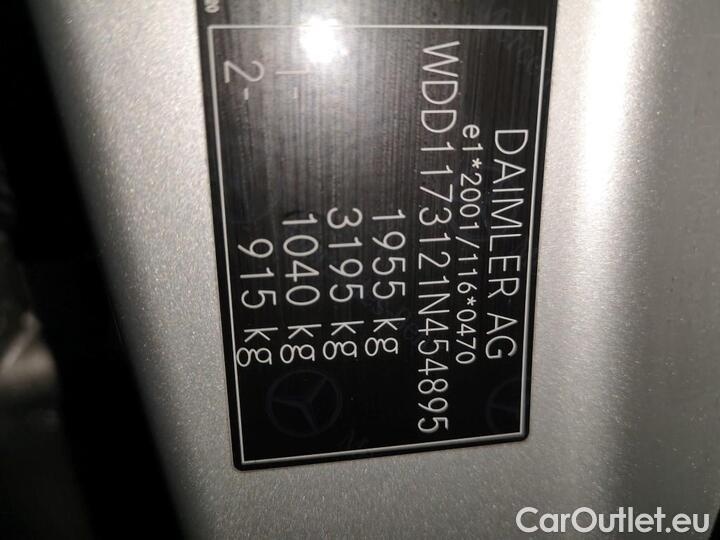 DAIMLER AG
e1*2001/116*0470
WDD1173121N454895
1955 kg
3195 kg
1- 1040 kg
2- 915 kg
CarOutlet.eu